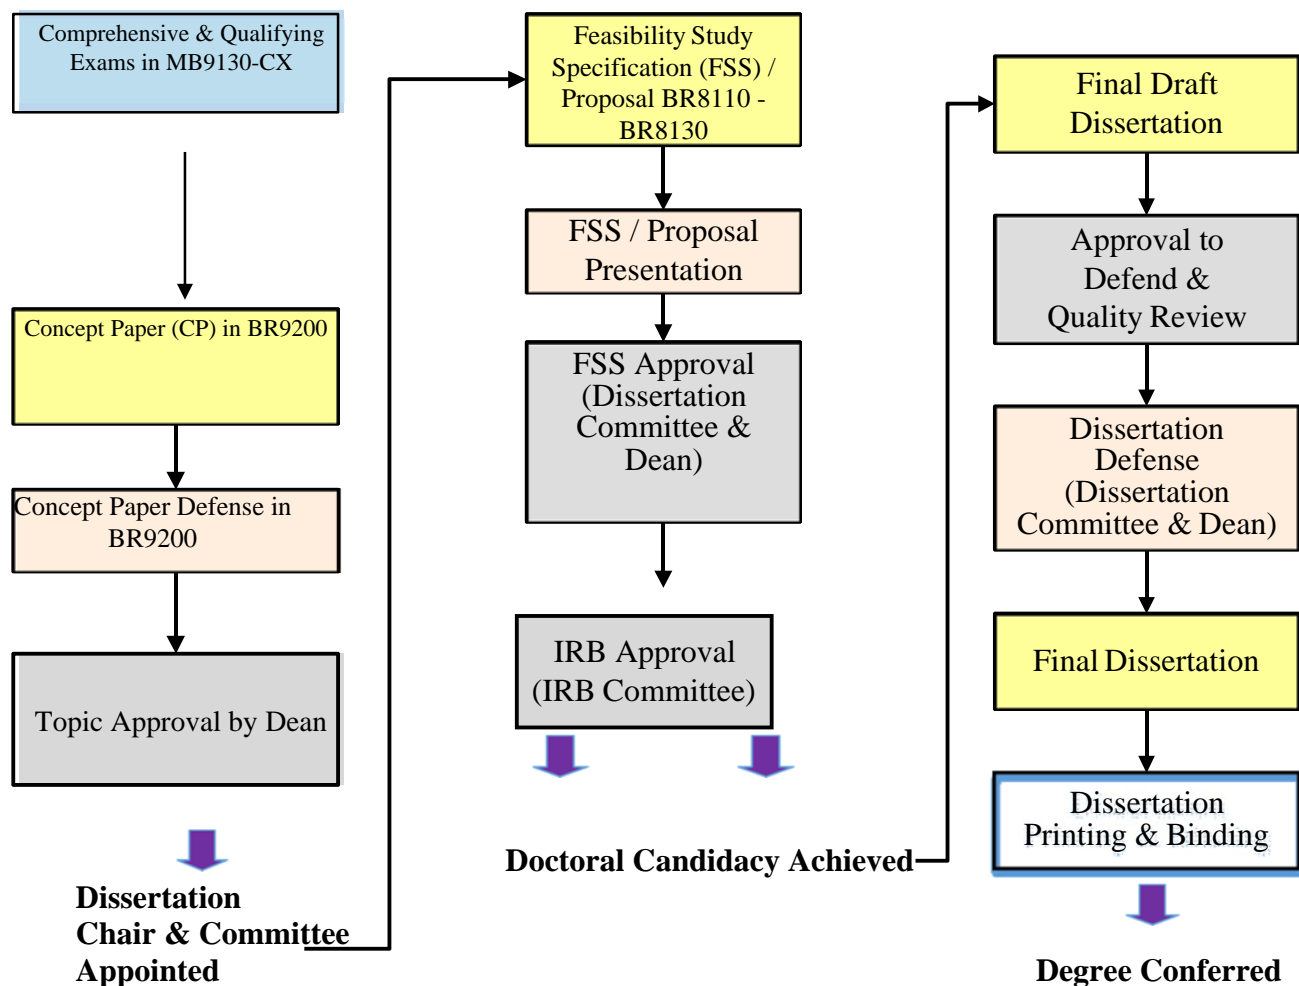 Comprehensive & Qualifying
Exams in MB9130-CX
Concept Paper (CP) in BR9200
Concept Paper Defense in
BR9200
Topic Approval by Dean
Dissertation
Chair & Committee
Appointed
Feasibility Study
Specification (FSS) /
Proposal BR8110 -
BR8130
FSS / Proposal
Presentation
FSS Approval
(Dissertation
Committee &
Dean)
IRB Approval
(IRB Committee)
Doctoral Candidacy Achieved
Final Draft
Dissertation
Approval to
Defend &
Quality Review
Dissertation
Defense
(Dissertation
Committee & Dean)
Final Dissertation
Dissertation
Printing & Binding
Degree Conferred